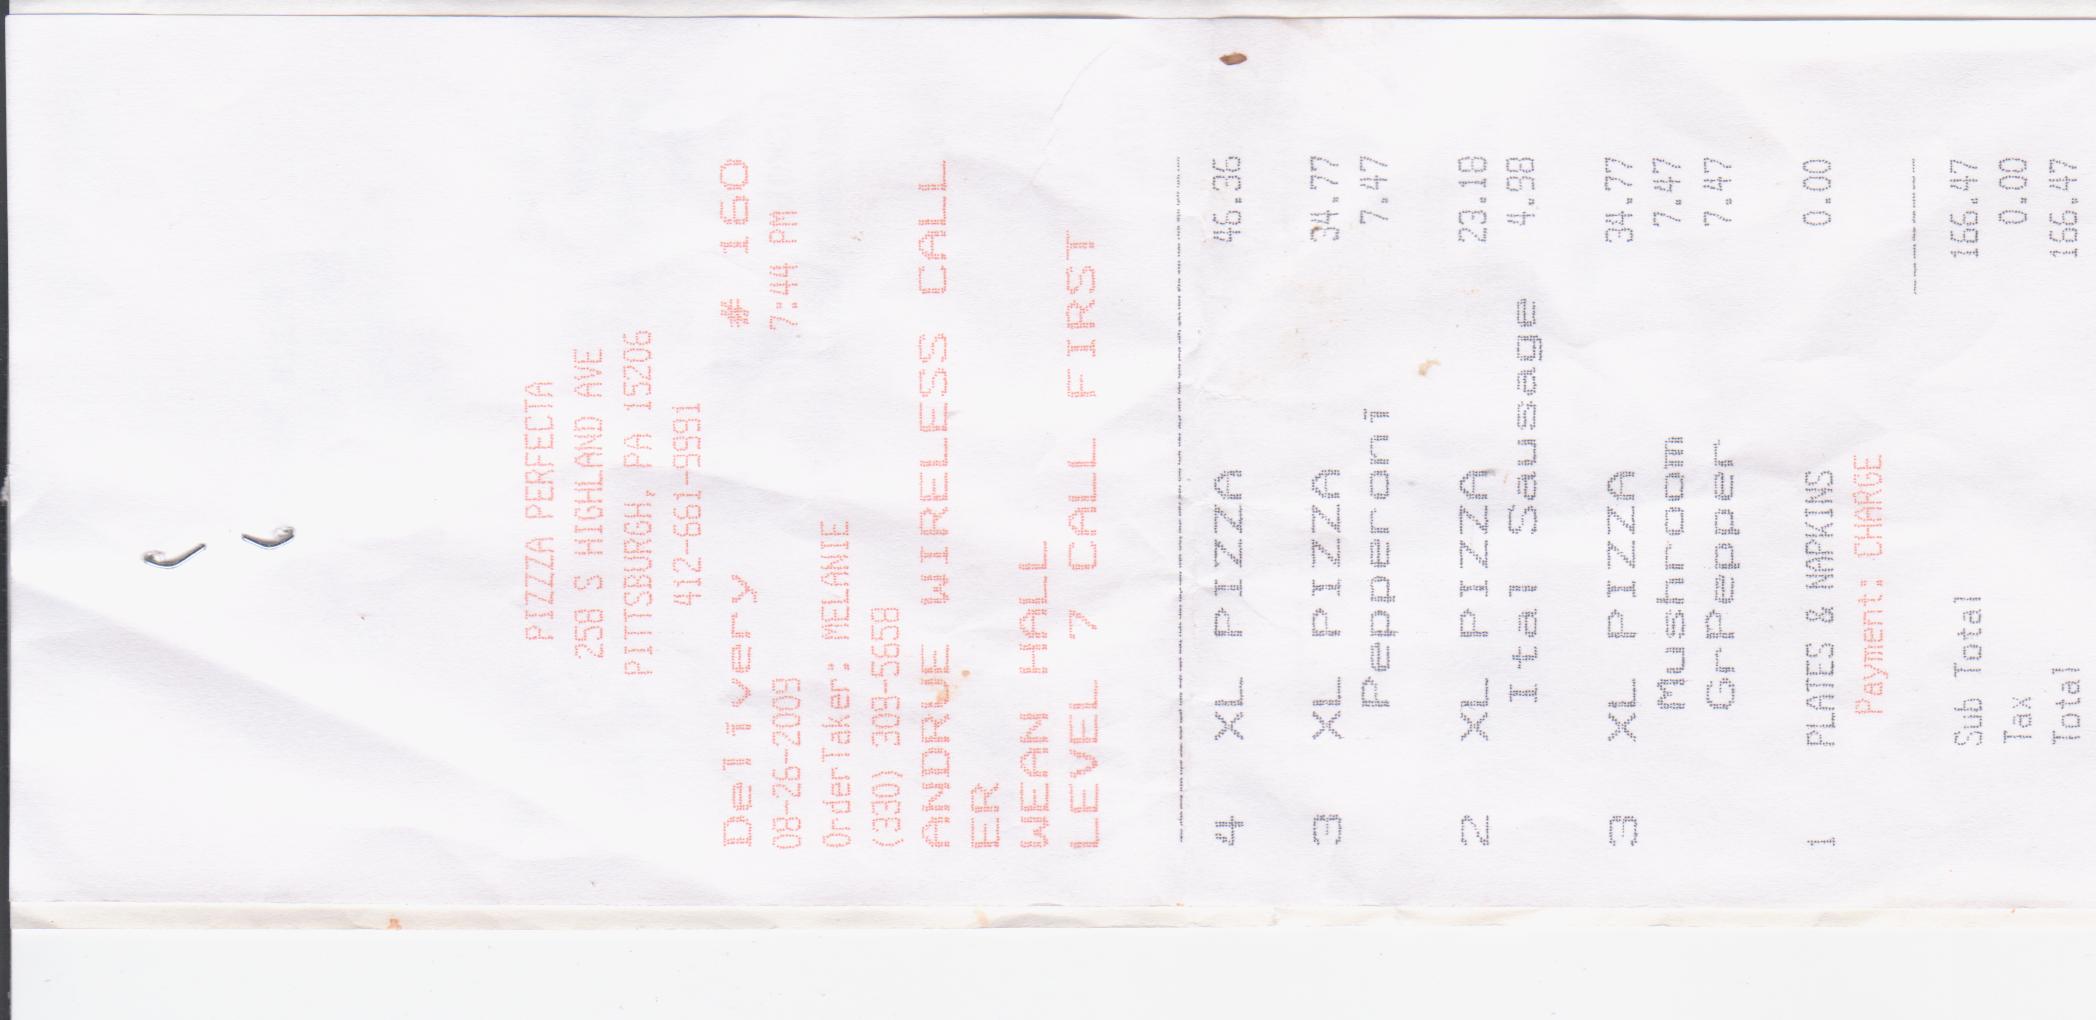 PIZZZA PERFECTA
258 S HIGHLAND AVE
PITTSBURGH, PA 15206
412-661-9991
Delivery # 160
08-26-2009 7:44 PM
OrderTaker: MELANIE
(330) 309-5658
ANDRUE WIRELESS CALL
ER
WEAN HALL
LEVEL 7 CALL FIRST
4 XL PIZZA 46.36
3 XL PIZZA 34.77
Pepperoni 7.47
2 XL PIZZA 23.18
Ital Sausage 4.98
3 XL PIZZA 34.77
Mushroom 7.47
GrPepper 7.47
1 PLATES & NAPKINS 0.00
Payment: CHARGE
Sub Total 166.47
Tax 0.00
Total 166.47